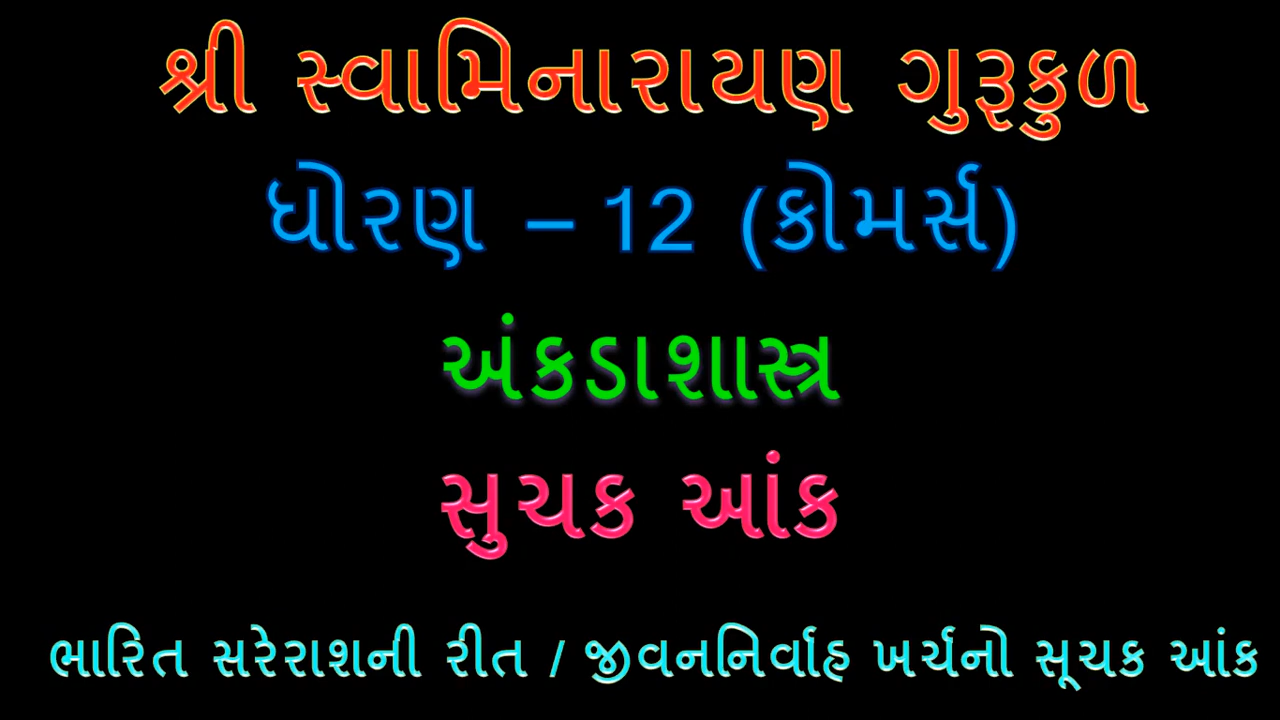 શ્રી સ્વામિનારાયણ ગુરૂકુળ
ધોરણ – 12 (કોમર્સ)
અંકડાશાસ્ત્ર
સુચક આંક
ભારિત સરેરાશની રીત / જીવનનિર્વાહ ખર્ચનો સૂચક આંક